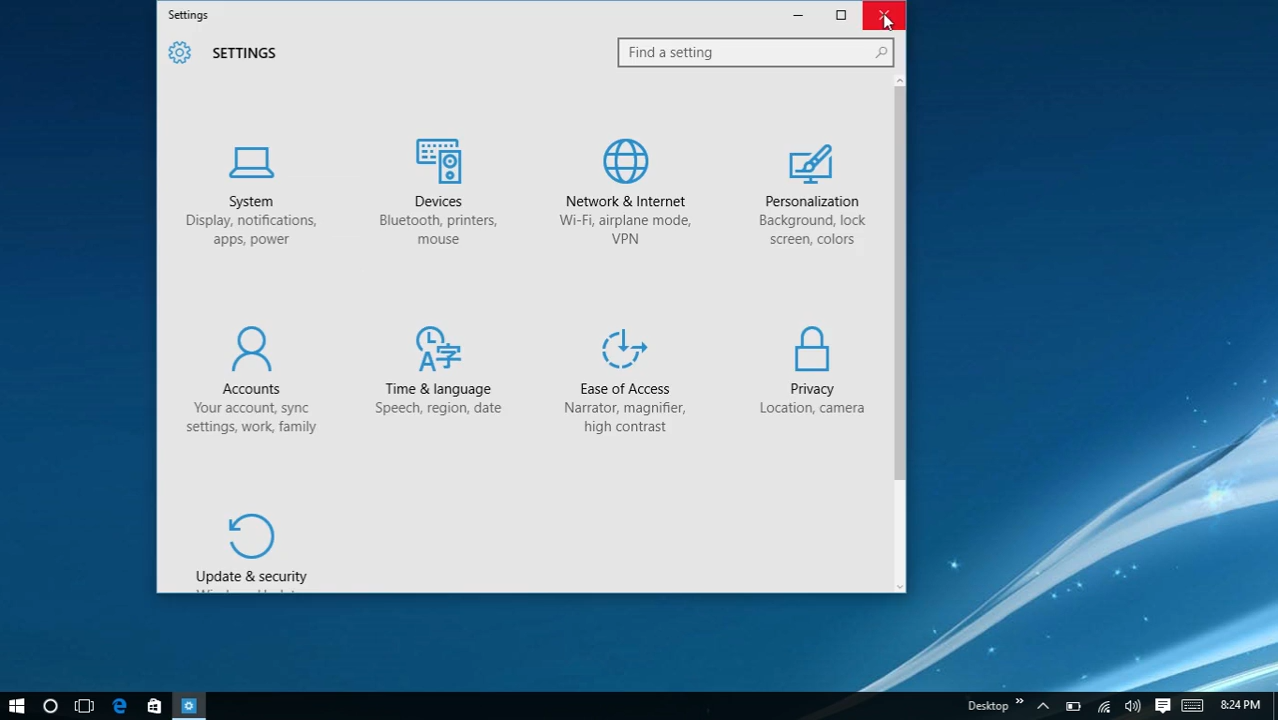 Settings
SETTINGS
Find a setting
System
Display, notifications,
apps, power
Devices
Bluetooth, printers,
mouse
Network & Internet
Wi-Fi, airplane mode,
VPN
Personalization
Background, lock
screen, colors
Accounts
Your account, sync
settings, work, family
Time & language
Speech, region, date
Ease of Access
Narrator, magnifier,
high contrast
Privacy
Location, camera
Update & security
Desktop
8:24 PM